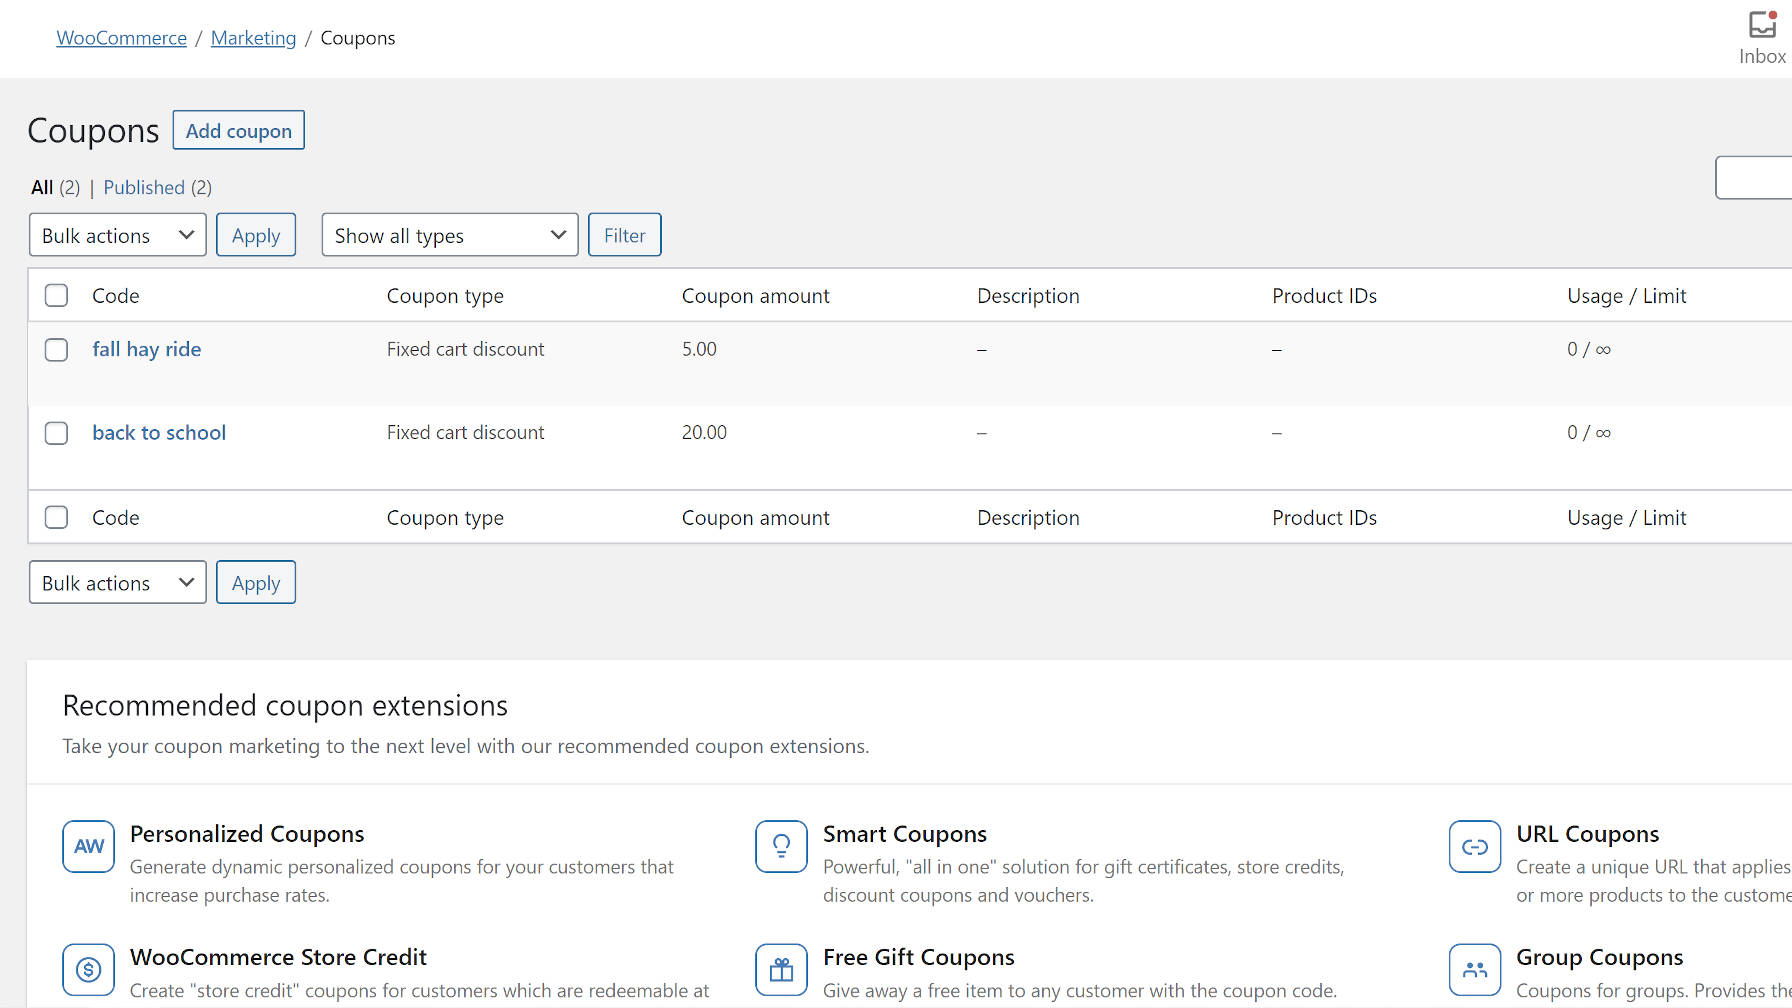 WooCommerce / Marketing / Coupons
Inbox
Coupons Add coupon
All (2) | Published (2)
Bulk actions Apply Show all types Filter
Code Coupon type Coupon amount Description Product IDs Usage / Limit
fall hay ride Fixed cart discount 5.00 – – 0 / ∞
back to school Fixed cart discount 20.00 – – 0 / ∞
Code Coupon type Coupon amount Description Product IDs Usage / Limit
Bulk actions Apply
Recommended coupon extensions
Take your coupon marketing to the next level with our recommended coupon extensions.
AW Personalized Coupons
Generate dynamic personalized coupons for your customers that
increase purchase rates.
Smart Coupons
Powerful, "all in one" solution for gift certificates, store credits,
discount coupons and vouchers.
URL Coupons
Create a unique URL that applies
or more products to the custome
WooCommerce Store Credit
Create "store credit" coupons for customers which are redeemable at
Free Gift Coupons
Give away a free item to any customer with the coupon code.
Group Coupons
Coupons for groups. Provides the